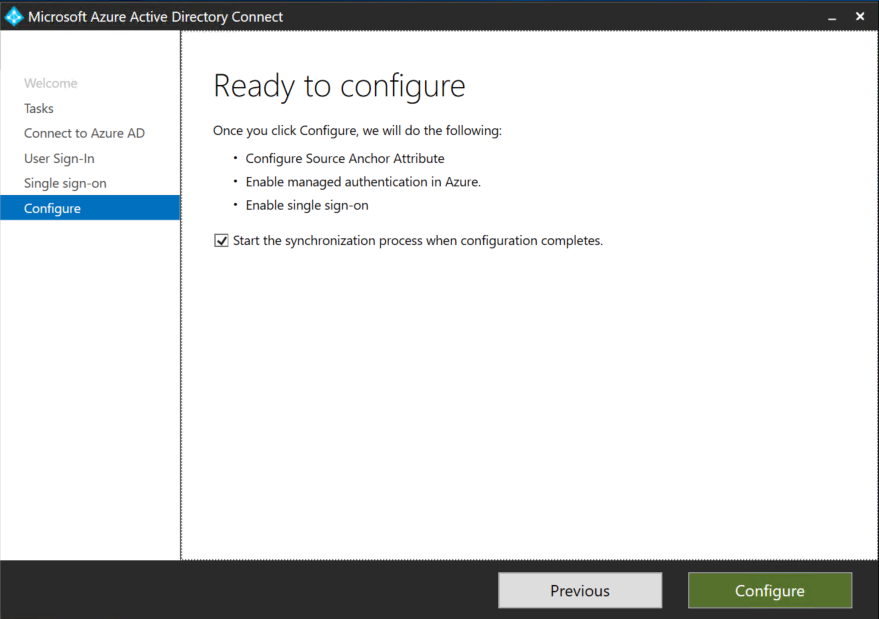 Microsoft Azure Active Directory Connect
Welcome
Tasks
Connect to Azure AD
User Sign-In
Single sign-on
Configure
Ready to configure
Once you click Configure, we will do the following:
• Configure Source Anchor Attribute
• Enable managed authentication in Azure.
• Enable single sign-on
Start the synchronization process when configuration completes.
Previous
Configure